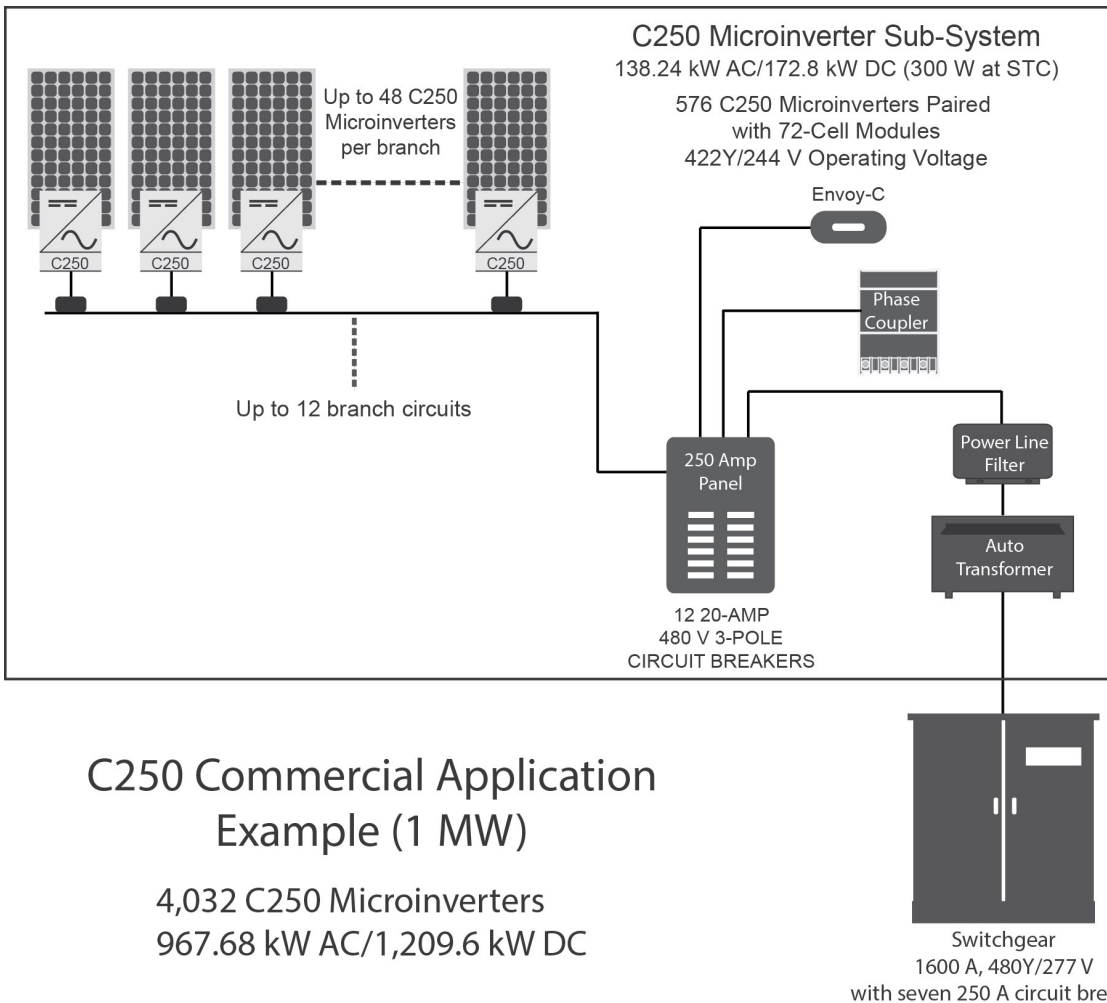 C250 Microinverter Sub-System
138.24 kW AC/172.8 kW DC (300 W at STC)
576 C250 Microinverters Paired
with 72-Cell Modules
422Y/244 V Operating Voltage
Up to 48 C250
Microinverters
per branch
Envoy-C
C250
C250
C250
C250
Phase
Coupler
Up to 12 branch circuits
250 Amp
Panel
Power Line
Filter
Auto
Transformer
12 20-AMP
480 V 3-POLE
CIRCUIT BREAKERS
C250 Commercial Application
Example (1 MW)
4,032 C250 Microinverters
967.68 kW AC/1,209.6 kW DC
Switchgear
1600 A, 480Y/277 V
with seven 250 A circuit bre